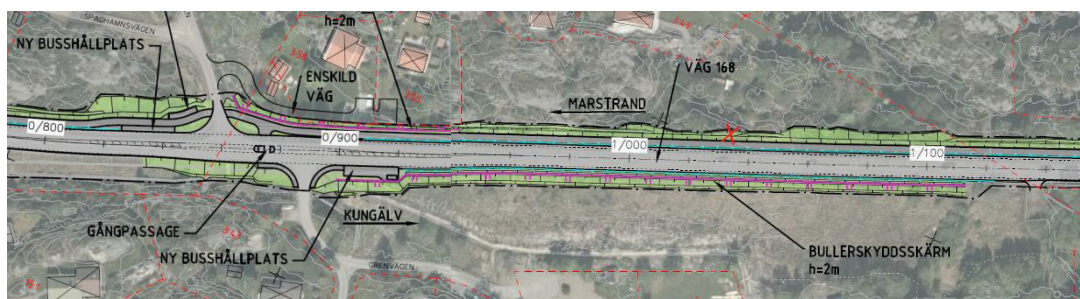 SPAGHAMNSVÄGEN
h=2m
NY BUSSHÅLLPLATS
ENSKILD
VÄG
VÄG 168
MARSTRAND
0/800
0/900
1/000
1/100
GÅNGPASSAGE
KUNGÄLV
NY BUSSHÅLLPLATS
GRENVÄGEN
BULLERSKYDDSSKÄRM
h=2m